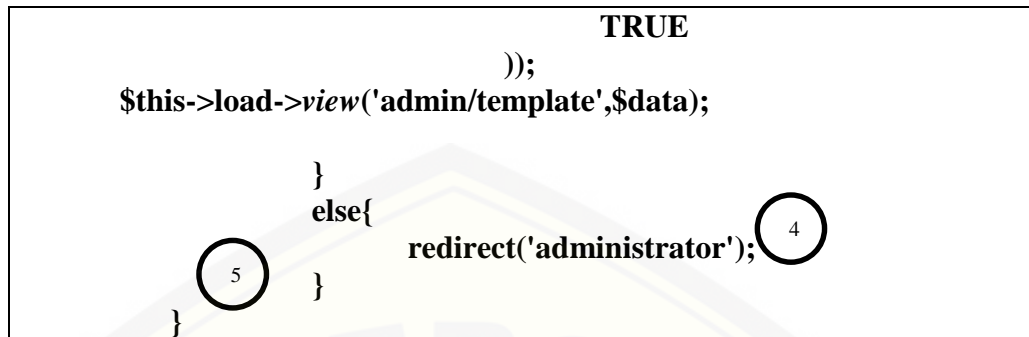 TRUE
));
$this->load->view('admin/template',$data);
}
else{
redirect('administrator'); 4
5 }
}